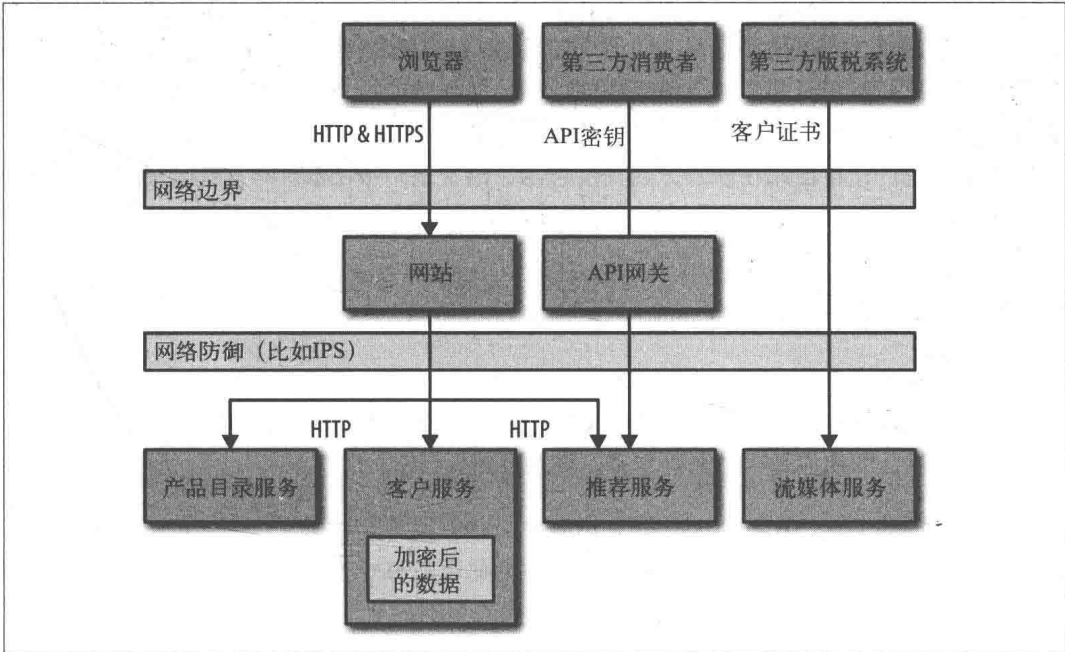 浏览器
第三方消费者
第三方版税系统
HTTP & HTTPS
API密钥
客户证书
网络边界
网站
API网关
网络防御（比如IPS）
HTTP
HTTP
产品目录服务
客户服务
推荐服务
流媒体服务
加密后
的数据